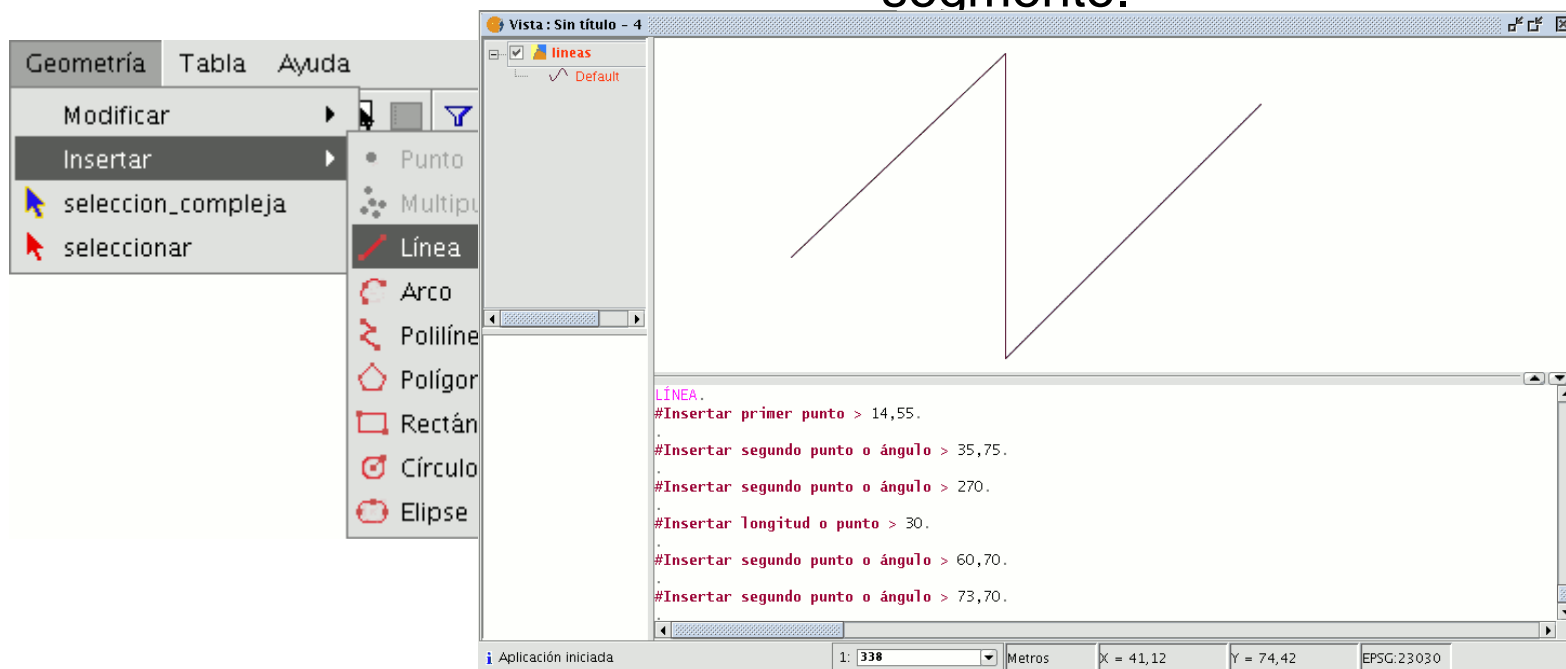 segmento.
Geometría Tabla Ayuda
Modificar
Insertar
seleccion_compleja
seleccionar
Punto
Línea
Arco
Círculo
Elipse
Vista : Sin título - 4
lineas
Default
LÍNEA.
#Insertar primer punto > 14,55.
.
#Insertar segundo punto o ángulo > 35,75.
.
#Insertar segundo punto o ángulo > 270.
.
#Insertar longitud o punto > 30.
.
#Insertar segundo punto o ángulo > 60,70.
.
#Insertar segundo punto o ángulo > 73,70.
.
Aplicación iniciada 1: 338 Metros X = 41,12 Y = 74,42 EPSG:23030